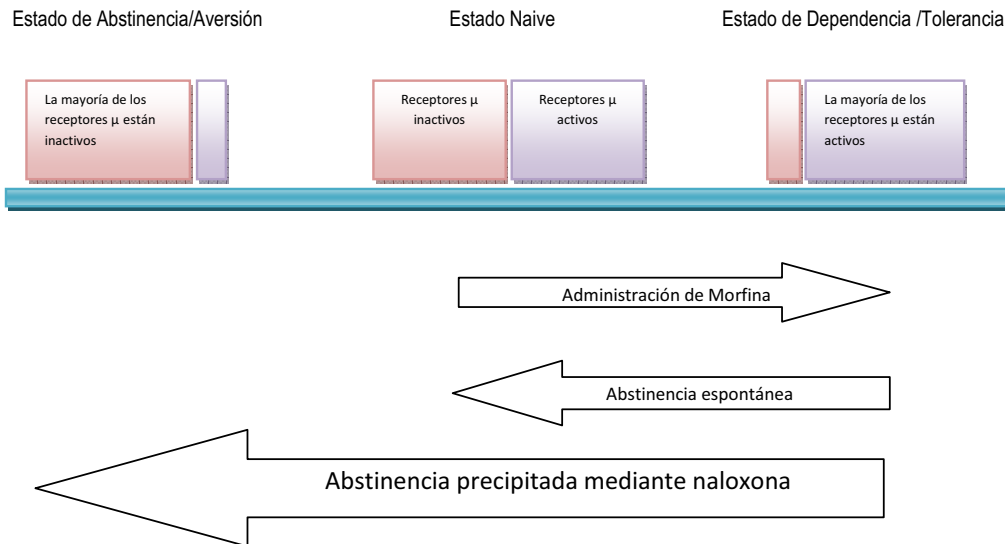 Estado de Abstinencia/Aversión
Estado Naive
Estado de Dependencia /Tolerancia
La mayoría de los
receptores μ están
inactivos
Receptores μ
inactivos
Receptores μ
activos
La mayoría de los
receptores μ están
activos
Administración de Morfina
Abstinencia espontánea
Abstinencia precipitada mediante naloxona